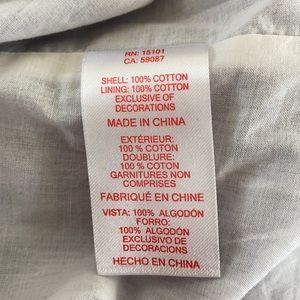 RN: 15101
CA: 59087
SHELL: 100% COTTON
LINING: 100% COTTON
EXCLUSIVE OF
DECORATIONS
MADE IN CHINA
EXTÉRIEUR:
100 % COTON
DOUBLURE:
100 % COTON
GARNITURES NON
COMPRISES
FABRIQUÉ EN CHINE
VISTA: 100% ALGODÓN
FORRO:
100% ALGODÓN
EXCLUSIVO DE
DECORACIONS
HECHO EN CHINA